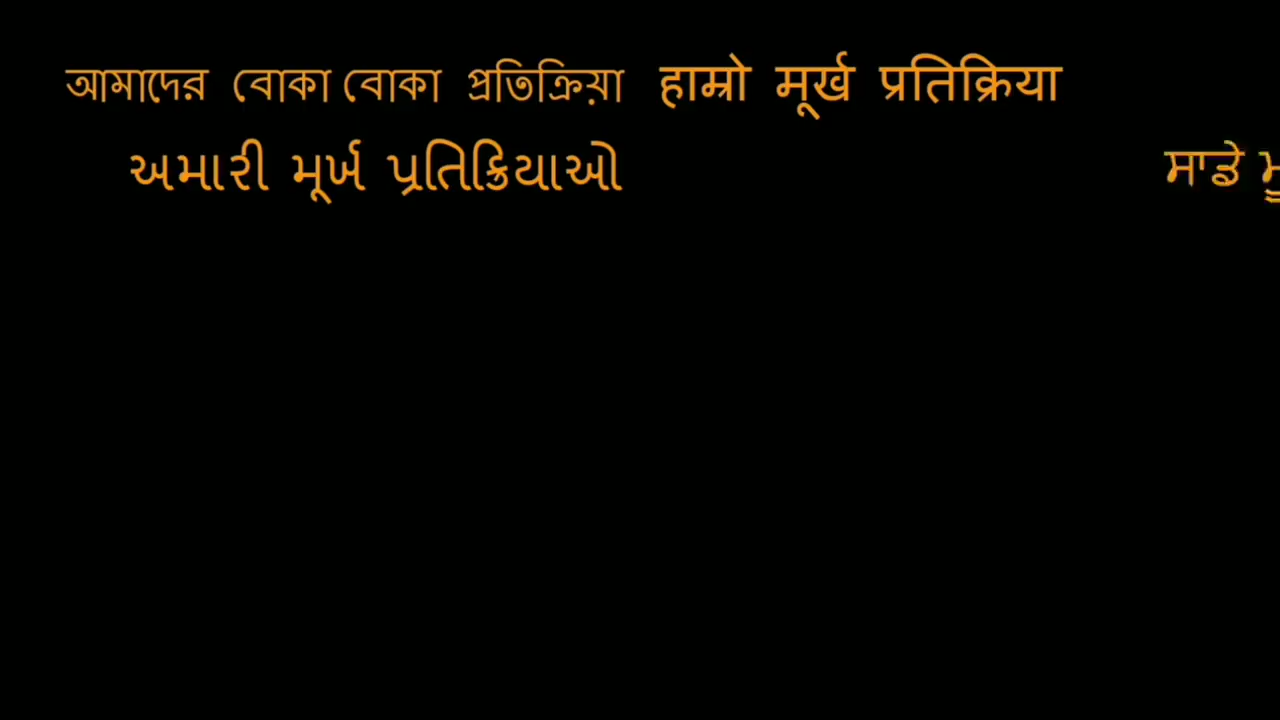 আমাদের বোকা বোকা প্রতিক্রিয়া हाम्रो मूर्ख प्रतिक्रिया
અમારી મૂર્ખ પ્રતિક્રિયાઓ ਸਾਡੇ